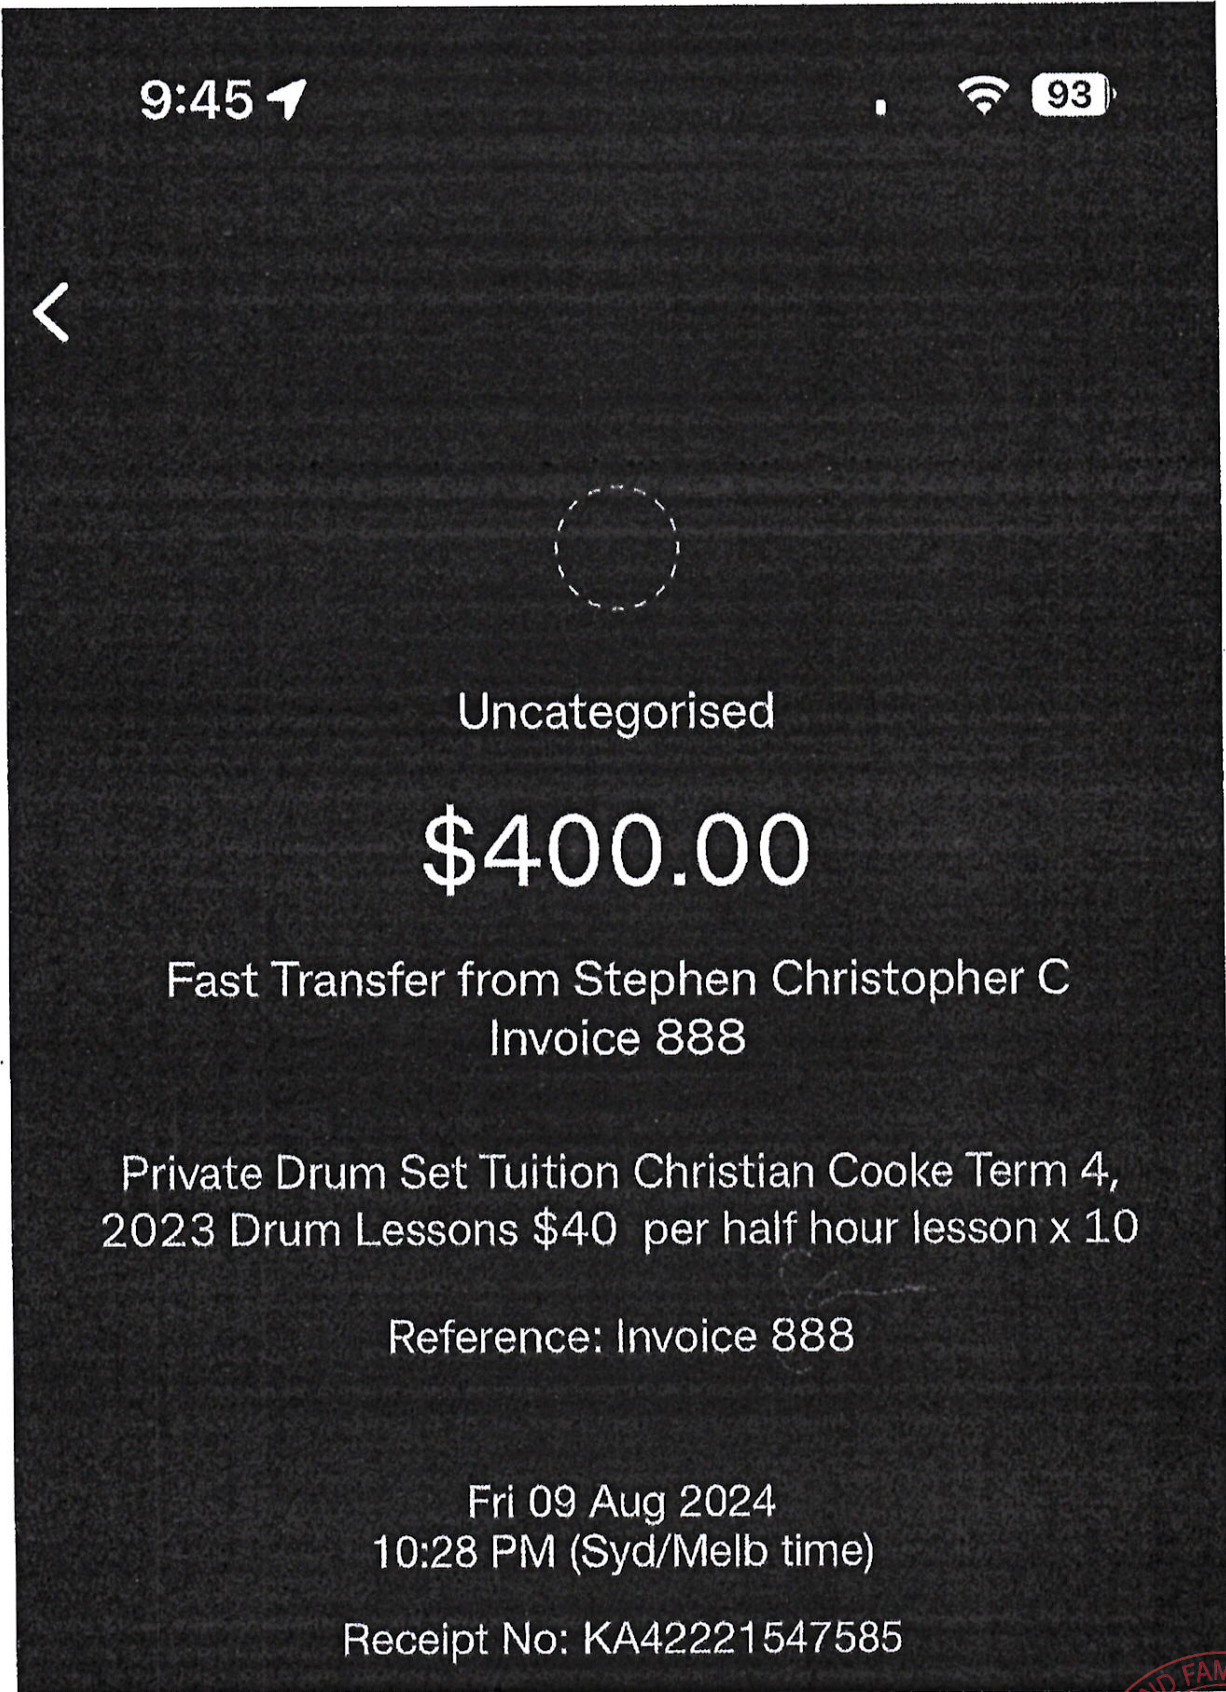 9:45
93
Uncategorised
$400.00
Fast Transfer from Stephen Christopher C
Invoice 888
Private Drum Set Tuition Christian Cooke Term 4,
2023 Drum Lessons $40 per half hour lesson x 10
Reference: Invoice 888
Fri 09 Aug 2024
10:28 PM (Syd/Melb time)
Receipt No: KA42221547585